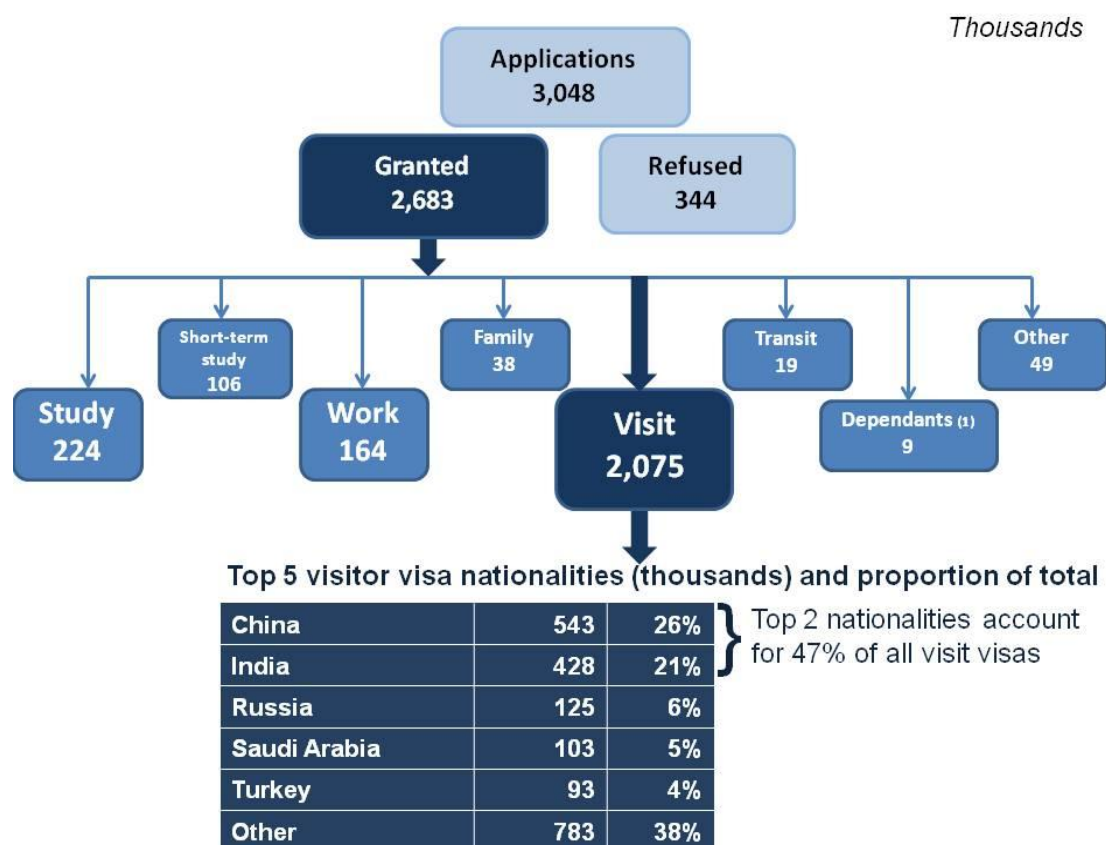 Thousands
Applications
3,048
Granted
2,683
Refused
344
Short-term
study
106
Family
38
Transit
19
Other
49
Study
224
Work
164
Visit
2,075
Dependants (1)
9
Top 5 visitor visa nationalities (thousands) and proportion of total
China 543 26%
India 428 21%
Russia 125 6%
Saudi Arabia 103 5%
Turkey 93 4%
Other 783 38%
Top 2 nationalities account
for 47% of all visit visas